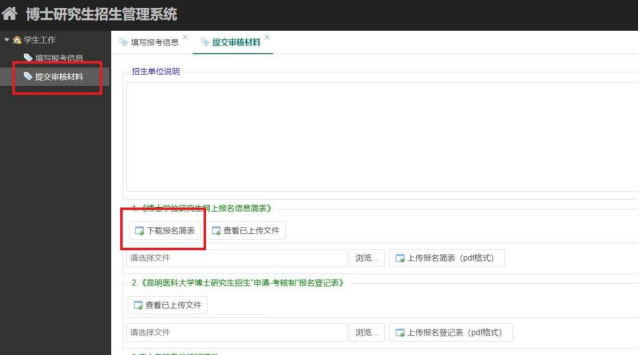 博士研究生招生管理系统
学生工作
填写报考信息
提交审核材料
填写报考信息 ×
提交审核材料 ×
招生单位说明
1.《博士学位研究生网上报名信息简表》
下载报名简表
查看已上传文件
请选择文件
浏览...
上传报名简表（pdf格式）
2.《昆明医科大学博士研究生招生"申请-考核制"报名登记表》
查看已上传文件
请选择文件
浏览...
上传报名登记表（pdf格式）